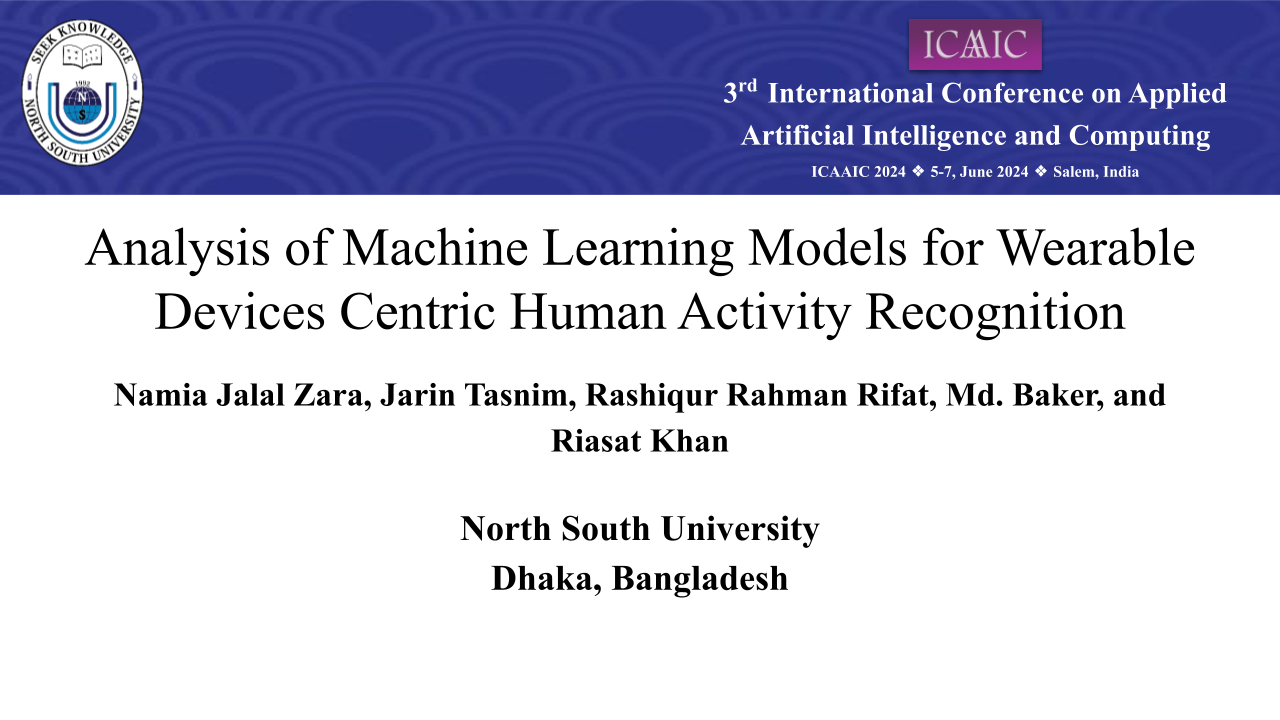 SEEK KNOWLEDGE
1992
N
S
NORTH SOUTH UNIVERSITY
ICAAIC
3rd International Conference on Applied
Artificial Intelligence and Computing
ICAAIC 2024 ❖ 5-7, June 2024 ❖ Salem, India
Analysis of Machine Learning Models for Wearable
Devices Centric Human Activity Recognition
Namia Jalal Zara, Jarin Tasnim, Rashiqur Rahman Rifat, Md. Baker, and
Riasat Khan
North South University
Dhaka, Bangladesh